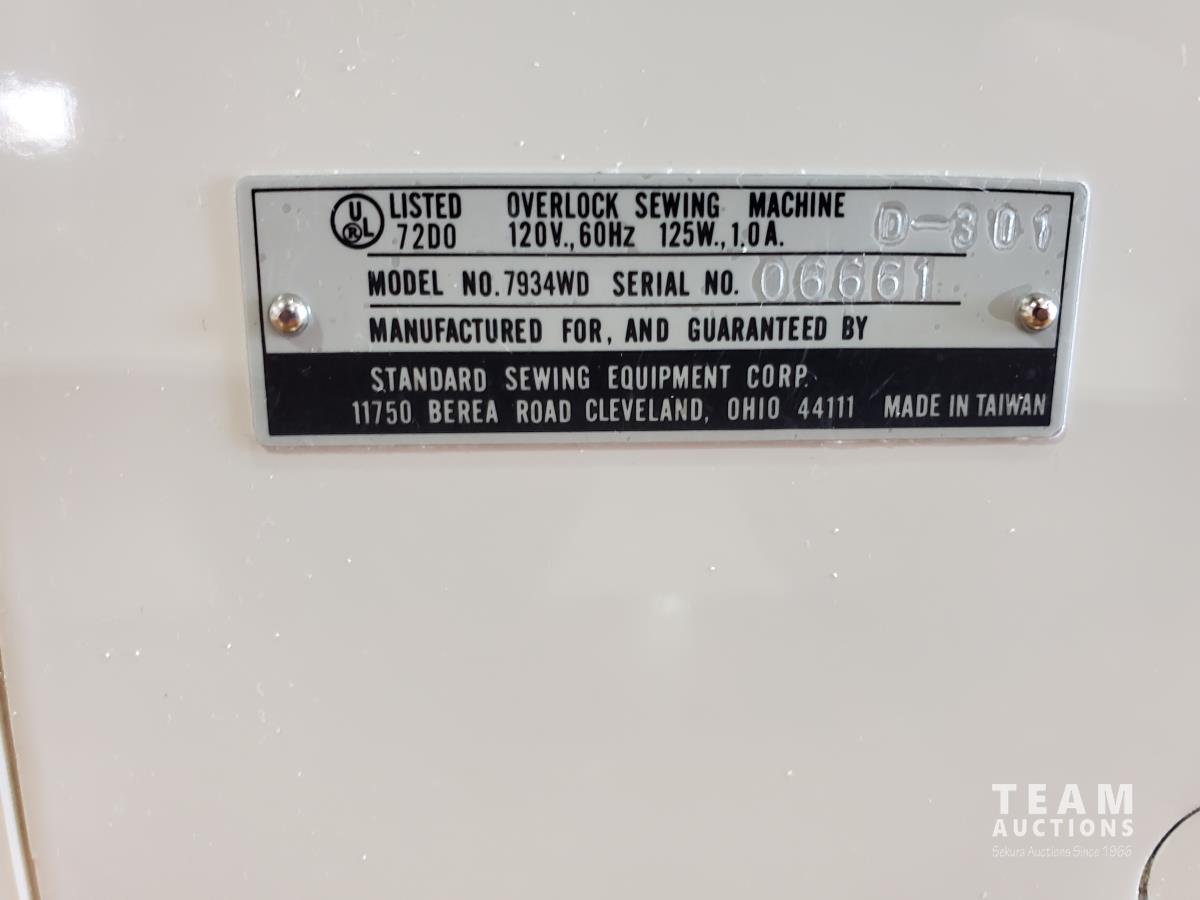 UL® LISTED OVERLOCK SEWING MACHINE D-301
72D0 120V.,60Hz 125W.,1.0A.
MODEL NO.7934WD SERIAL NO. 06661
MANUFACTURED FOR, AND GUARANTEED BY
STANDARD SEWING EQUIPMENT CORP.
11750 BEREA ROAD CLEVELAND, OHIO 44111 MADE IN TAIWAN
TEAM
AUCTIONS
Sekura Auctions Since 1966